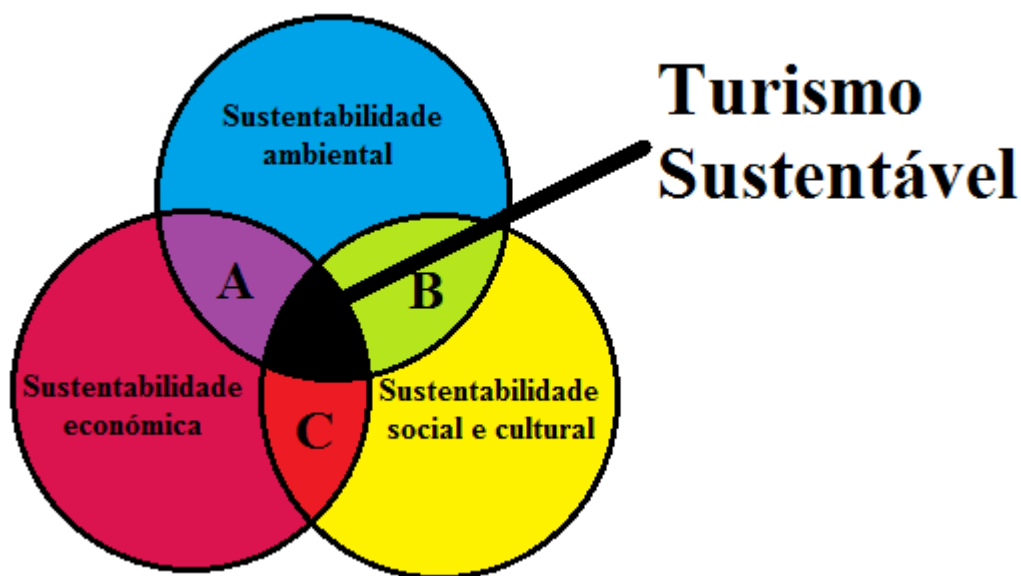 Sustentabilidade
ambiental
Turismo
Sustentável
A
B
Sustentabilidade
económica
C
Sustentabilidade
social e cultural